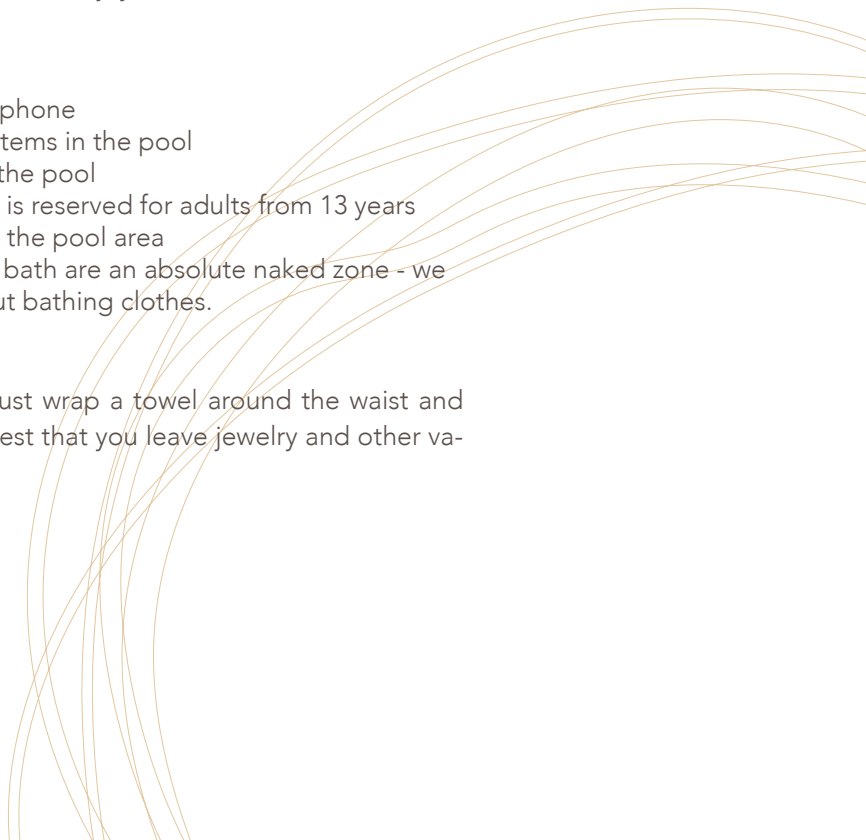 phone
tems in the pool
the pool
is reserved for adults from 13 years
the pool area
bath are an absolute naked zone - we
ut bathing clothes.
ust wrap a towel around the waist and
est that you leave jewelry and other va-